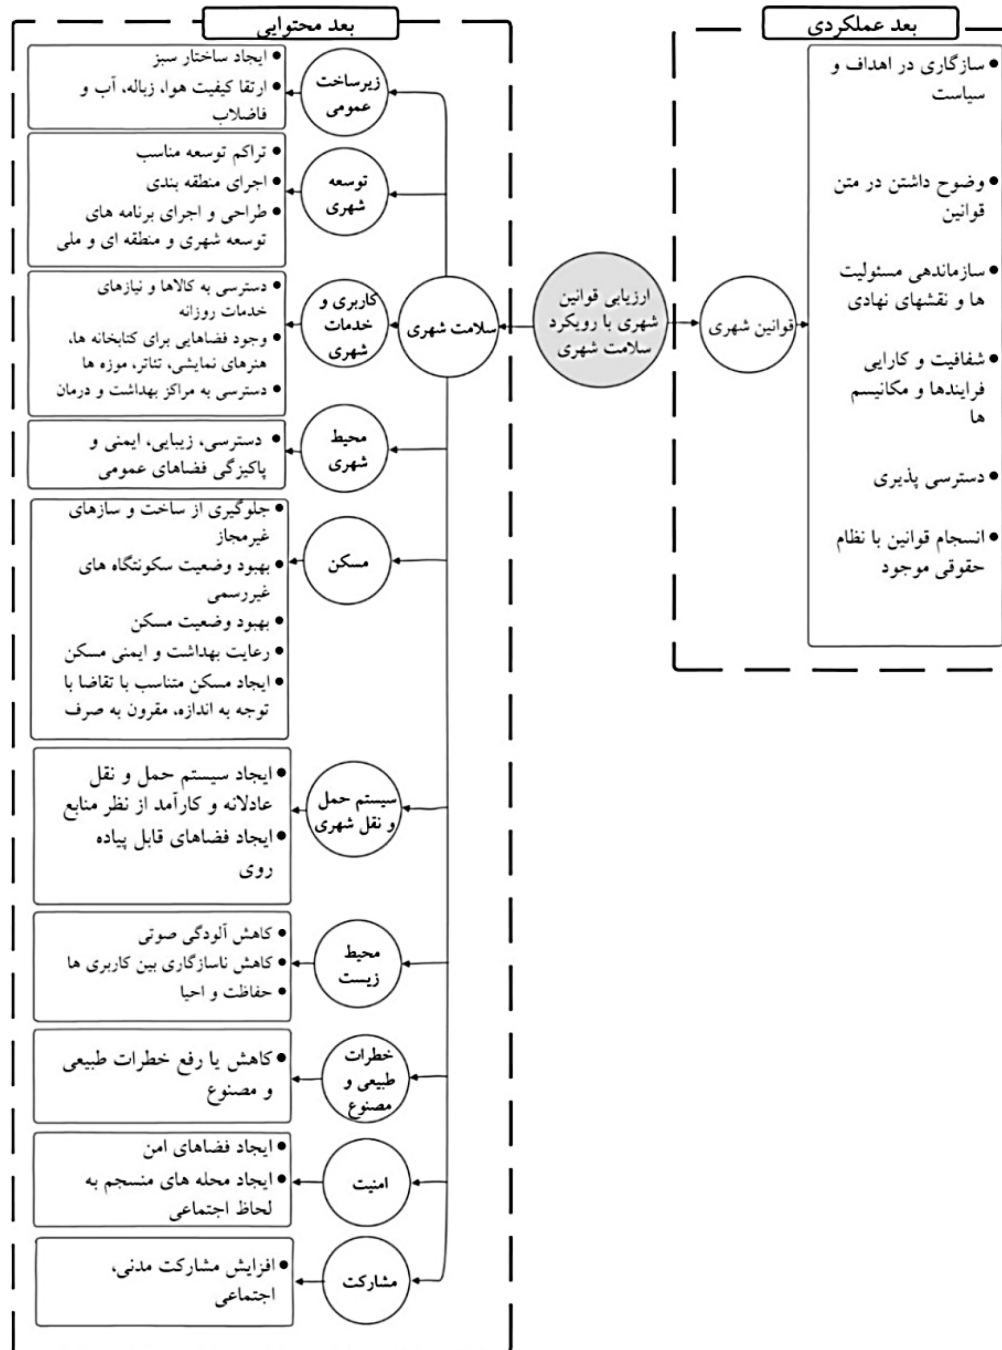 بعد عملکردی
• سازگاری در اهداف و
سیاست
• وضوح داشتن در متن
قوانین
• سازماندهی مسئولیت
ها و نقشهای نهادی
• شفافیت و کارایی
فرایندها و مکانیسم
ها
• دسترسی پذیری
• انسجام قوانین با نظام
حقوقی موجود
قوانین شهری
ارزیابی قوانین
شهری با رویکرد
سلامت شهری
بعد محتوایی
سلامت شهری
زیرساخت
عمومی
• ایجاد ساختار سبز
• ارتقا کیفیت هوا، زباله، آب و
فاضلاب
توسعه
شهری
• تراکم توسعه مناسب
• اجرای منطقه بندی
• طراحی و اجرای برنامه های
توسعه شهری و منطقه ای و ملی
کاربری و
خدمات
شهری
• دسترسی به کالاها و نیازهای
خدمات روزانه
• وجود فضاهایی برای کتابخانه ها،
هنرهای نمایشی، تئاتر، موزه ها
• دسترسی به مراکز بهداشت و درمان
محیط
شهری
• دسترسی، زیبایی، ایمنی و
پاکیزگی فضاهای عمومی
مسکن
• جلوگیری از ساخت و سازهای
غیرمجاز
• بهبود وضعیت سکونتگاه های
غیررسمی
• بهبود وضعیت مسکن
• رعایت بهداشت و ایمنی مسکن
• ایجاد مسکن متناسب با تقاضا با
توجه به اندازه، مقرون به صرف
سیستم حمل
و نقل شهری
• ایجاد سیستم حمل و نقل
عادلانه و کارآمد از نظر منابع
• ایجاد فضاهای قابل پیاده
روی
محیط
زیست
• کاهش آلودگی صوتی
• کاهش ناسازگاری بین کاربری ها
• حفاظت و احیا
خطرات
طبیعی و
مصنوع
• کاهش یا رفع خطرات طبیعی
و مصنوع
امنیت
• ایجاد فضاهای امن
• ایجاد محله های منسجم به
لحاظ اجتماعی
مشارکت
• افزایش مشارکت مدنی،
اجتماعی